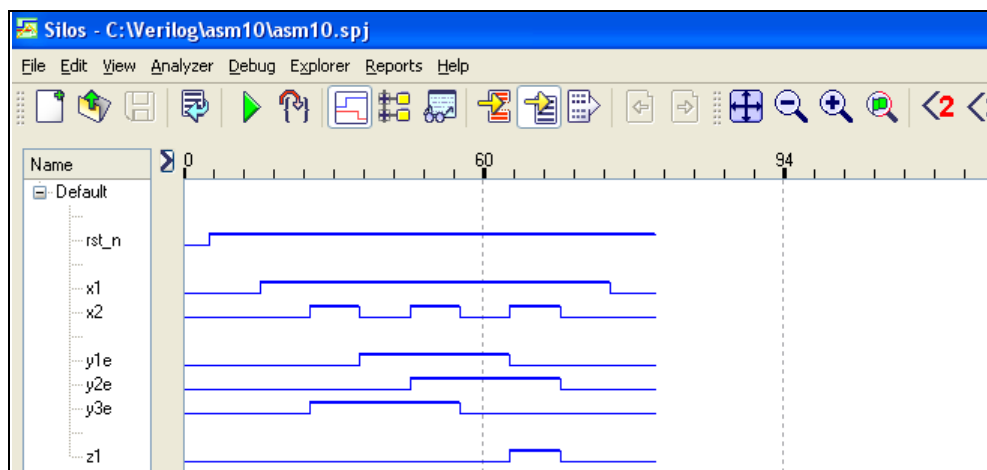 Silos - C:\Verilog\asm10\asm10.spj
File Edit View Analyzer Debug Explorer Reports Help
2
Name 0 60 94
Default
rst_n
x1
x2
y1e
y2e
y3e
z1